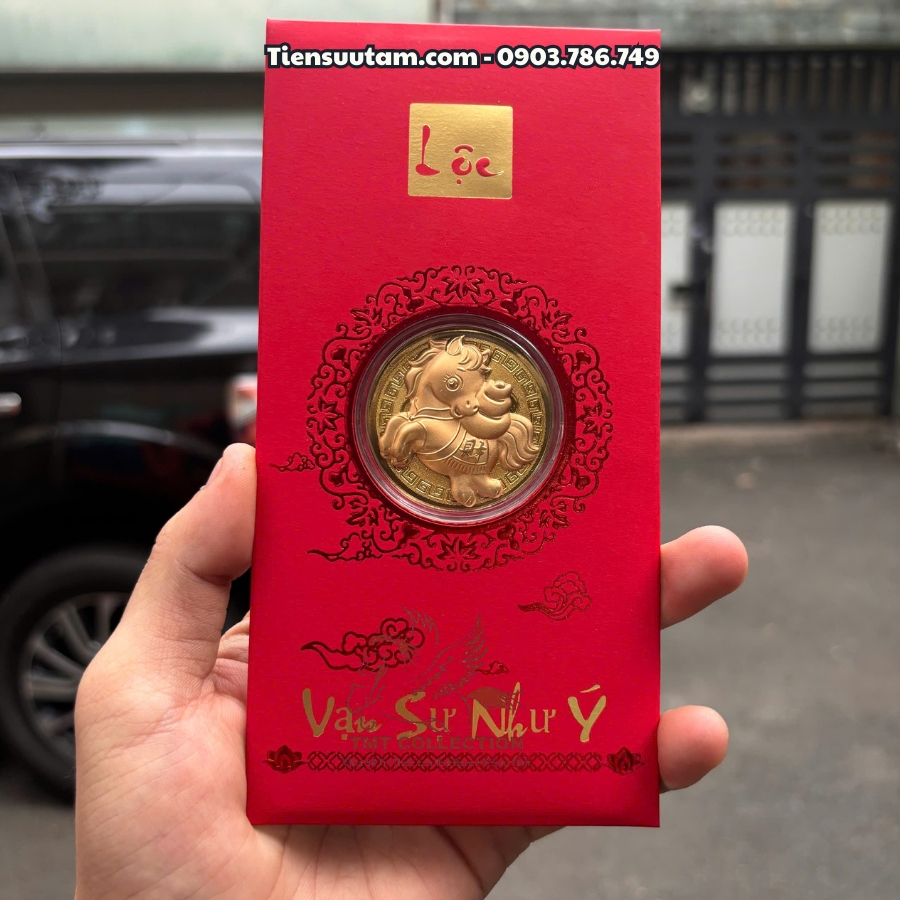 Tiensuutam.com - 0903.786.749
Lộc
Vạn Sự Như Ý
TMT COLLECTION